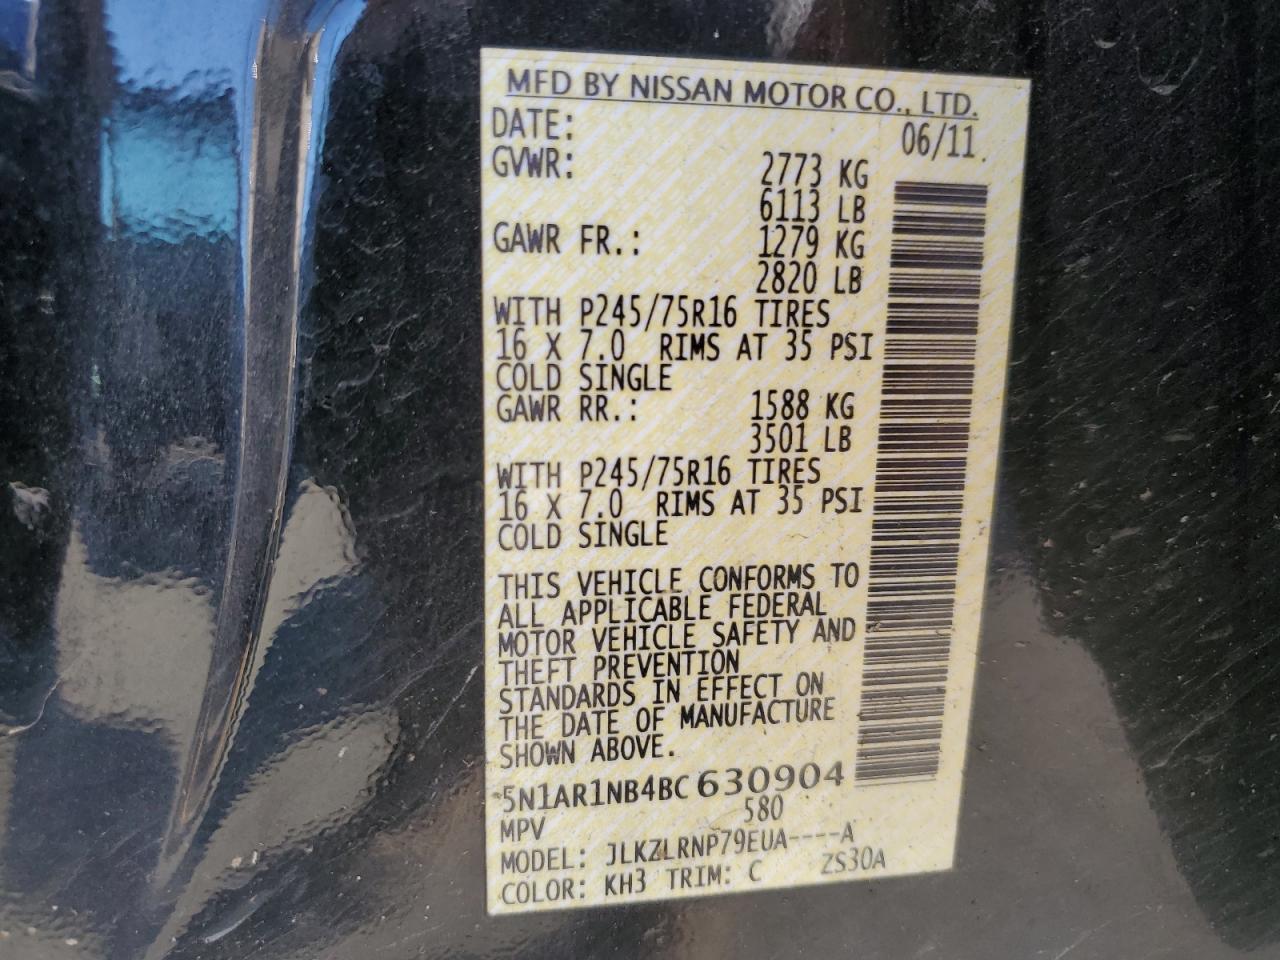 MFD BY NISSAN MOTOR CO., LTD.
DATE: 06/11
GVWR: 2773 KG
6113 LB
GAWR FR.: 1279 KG
2820 LB
WITH P245/75R16 TIRES
16 X 7.0 RIMS AT 35 PSI
COLD SINGLE
GAWR RR.: 1588 KG
3501 LB
WITH P245/75R16 TIRES
16 X 7.0 RIMS AT 35 PSI
COLD SINGLE
THIS VEHICLE CONFORMS TO
ALL APPLICABLE FEDERAL
MOTOR VEHICLE SAFETY AND
THEFT PREVENTION
STANDARDS IN EFFECT ON
THE DATE OF MANUFACTURE
SHOWN ABOVE.
5N1AR1NB4BC630904
MPV 580
MODEL: JLKZLRNP79EUA----A
COLOR: KH3 TRIM: C ZS30A